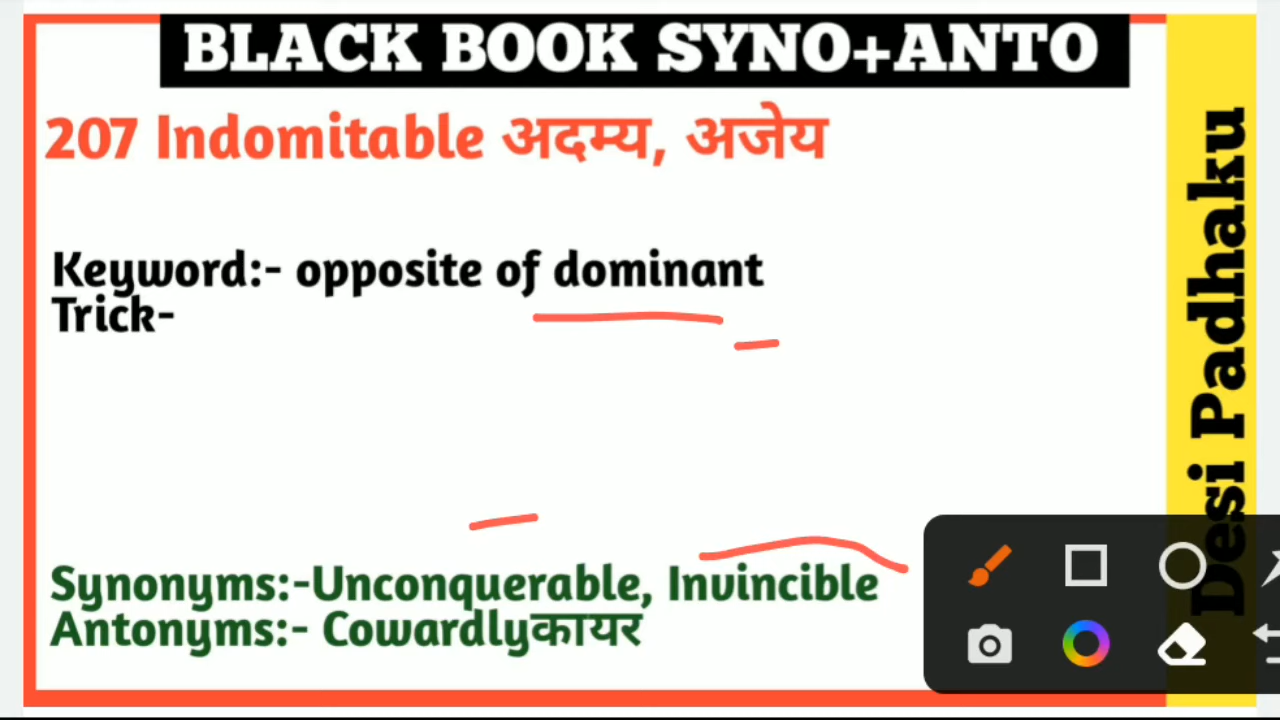 BLACK BOOK SYNO+ANTO
207 Indomitable अदम्य, अजेय
Keyword:- opposite of dominant
Trick-
Synonyms:-Unconquerable, Invincible
Antonyms:- Cowardlyकायर
Desi Padhaku